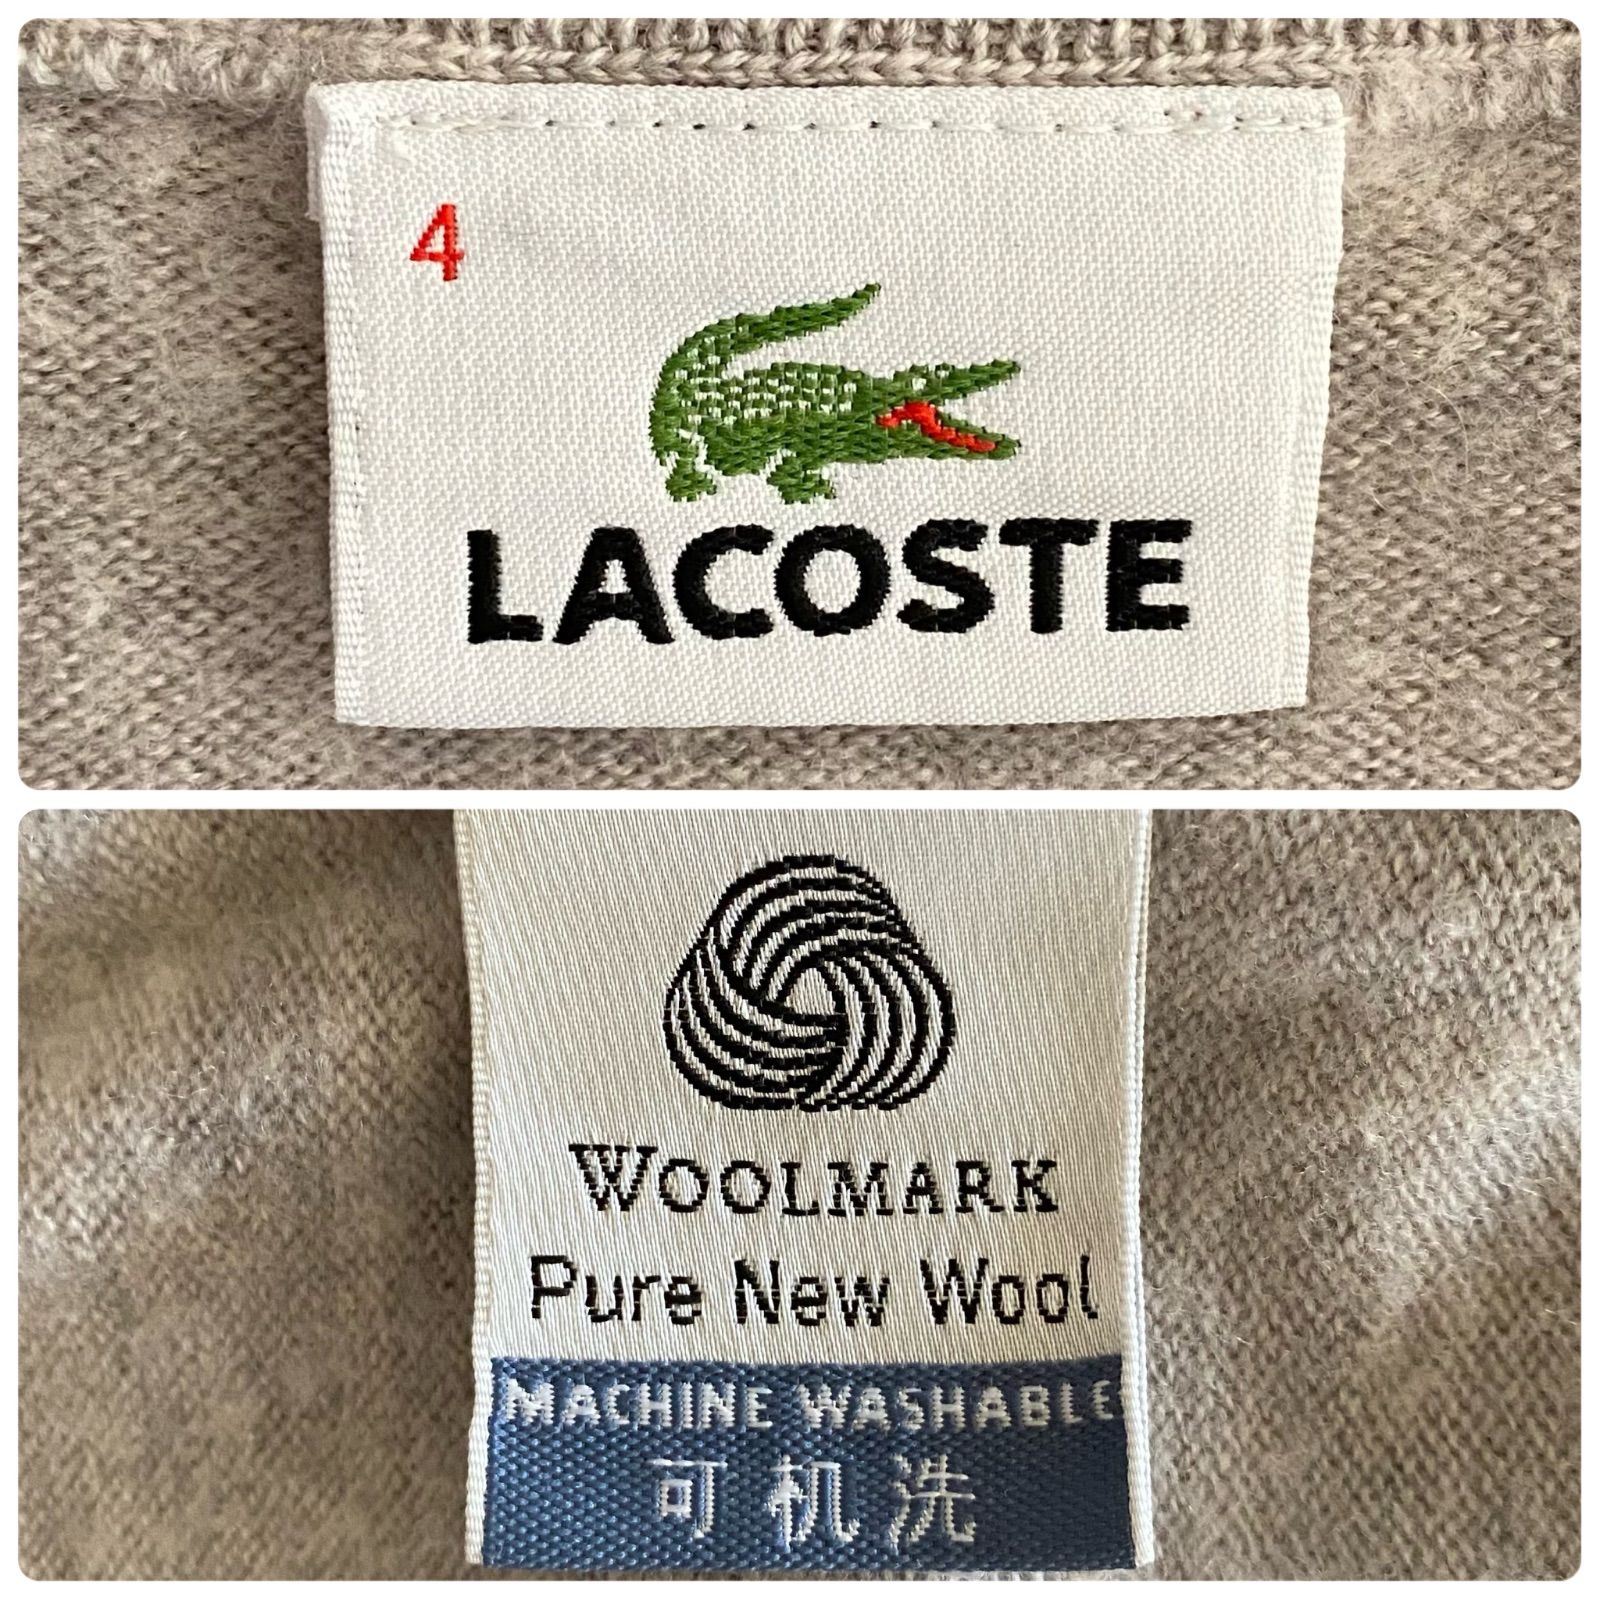 4
LACOSTE
WOOLMARK
Pure New Wool
MACHINE WASHABLE
可机洗